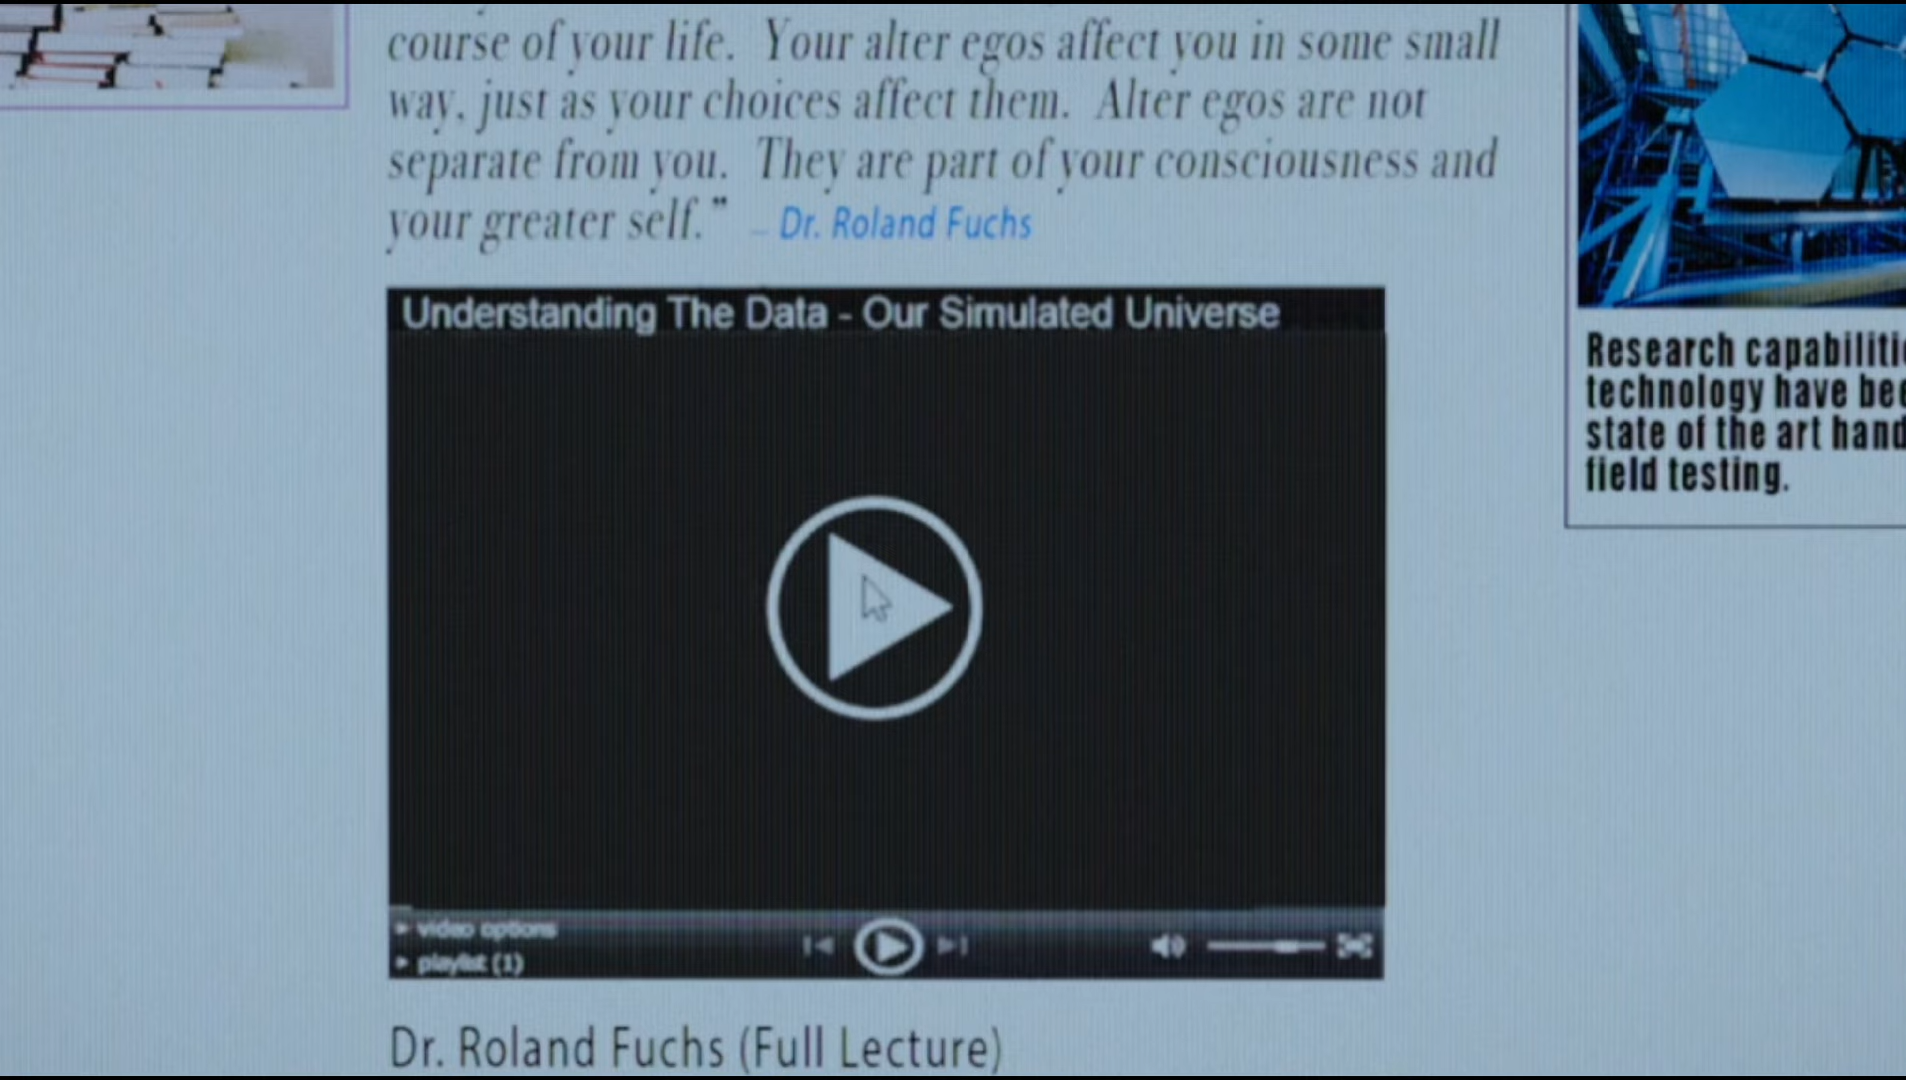 course of your life. Your alter egos affect you in some small
way, just as your choices affect them. Alter egos are not
separate from you. They are part of your consciousness and
your greater self.” – Dr. Roland Fuchs
Understanding The Data - Our Simulated Universe
video options
playlist (1)
Dr. Roland Fuchs (Full Lecture)
Research capabiliti
technology have bee
state of the art hand
field testing.